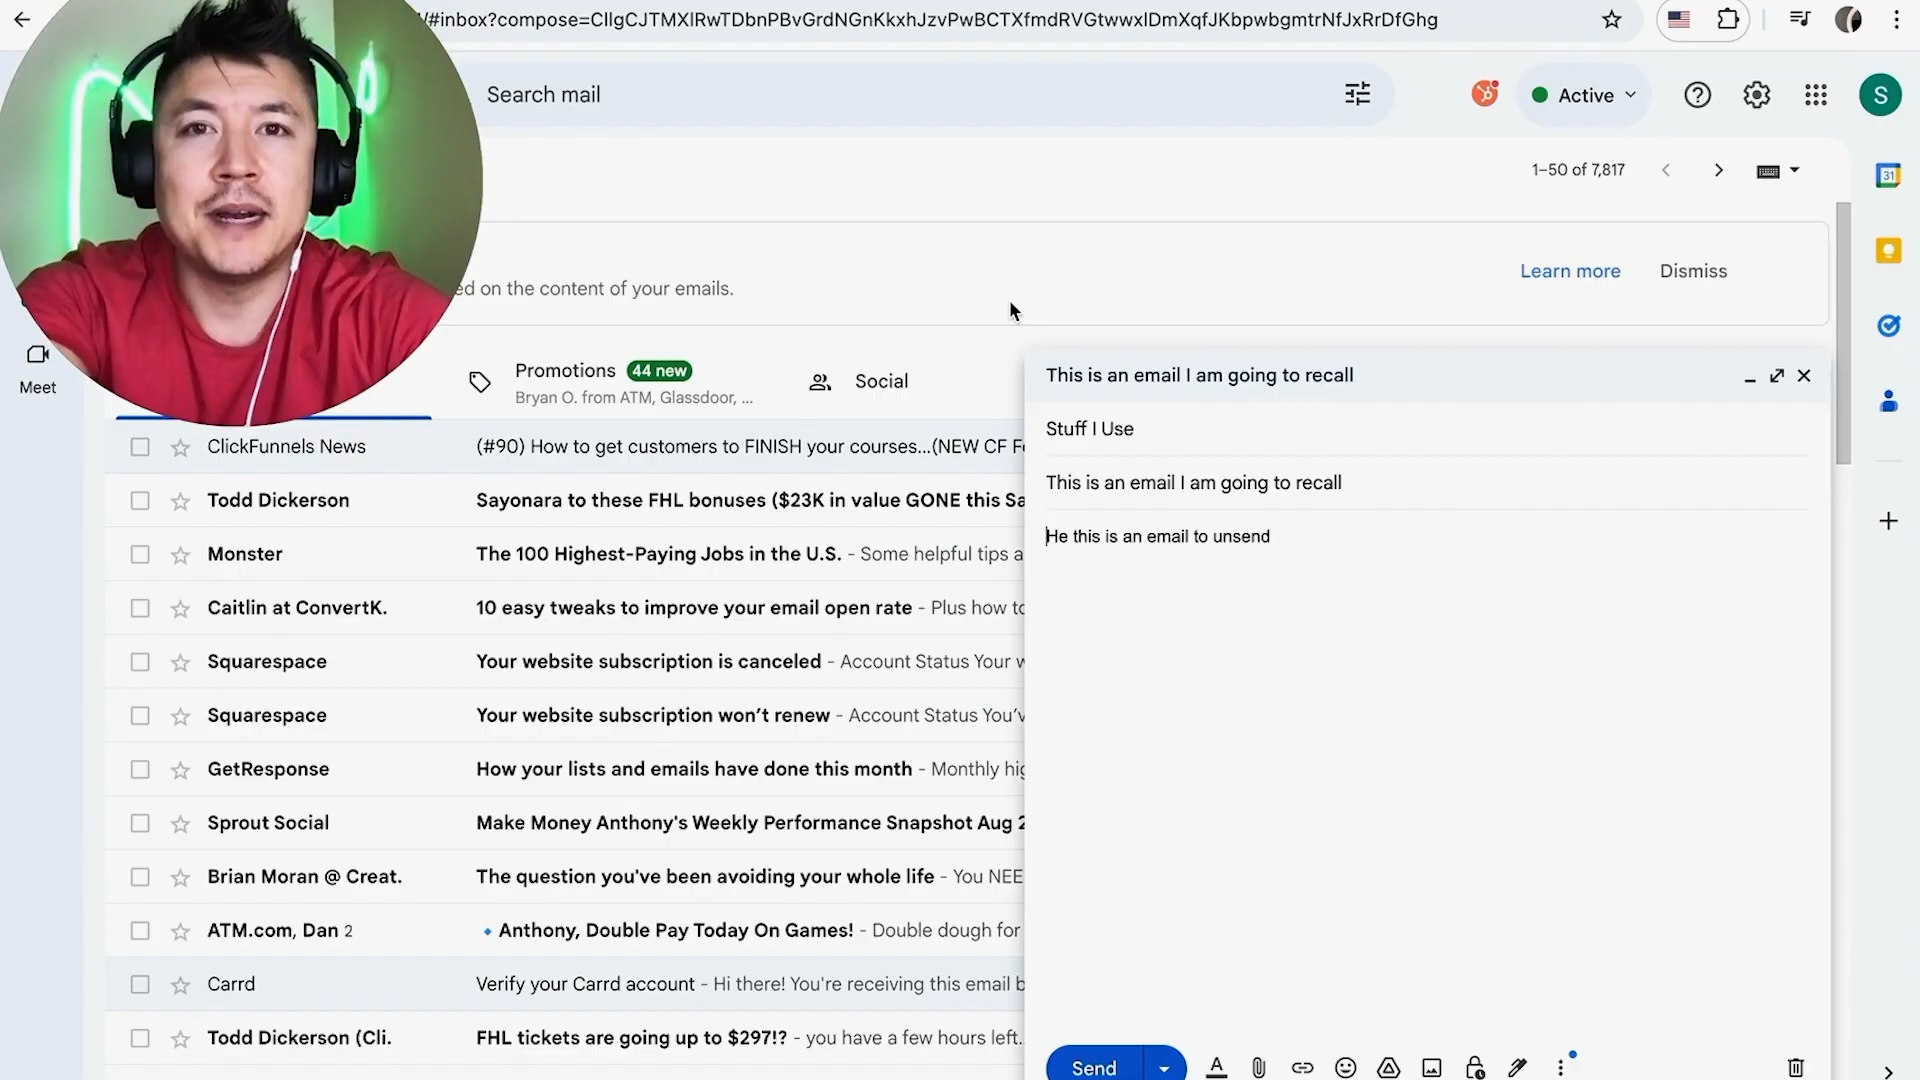 /#inbox?compose=CllgCJTMXlRwTDbnPBvGrdNGnKkxhJzvPwBCTXfmdRVGtwwxlDmXqfJKbpwbgmtrNfJxRrDfGhg
Search mail
Active
S
1–50 of 7,817
31
ed on the content of your emails.
Learn more
Dismiss
Meet
Promotions 44 new
Bryan O. from ATM, Glassdoor, ...
Social
This is an email I am going to recall
Stuff I Use
This is an email I am going to recall
He this is an email to unsend
ClickFunnels News (#90) How to get customers to FINISH your courses...(NEW CF Fe
Todd Dickerson Sayonara to these FHL bonuses ($23K in value GONE this Sa
Monster The 100 Highest-Paying Jobs in the U.S. - Some helpful tips a
Caitlin at ConvertK. 10 easy tweaks to improve your email open rate - Plus how to
Squarespace Your website subscription is canceled - Account Status Your w
Squarespace Your website subscription won’t renew - Account Status You’v
GetResponse How your lists and emails have done this month - Monthly hig
Sprout Social Make Money Anthony's Weekly Performance Snapshot Aug 2
Brian Moran @ Creat. The question you've been avoiding your whole life - You NEE
ATM.com, Dan 2 🔹Anthony, Double Pay Today On Games! - Double dough for
Carrd Verify your Carrd account - Hi there! You're receiving this email b
Todd Dickerson (Cli. FHL tickets are going up to $297!? - you have a few hours left.
Send